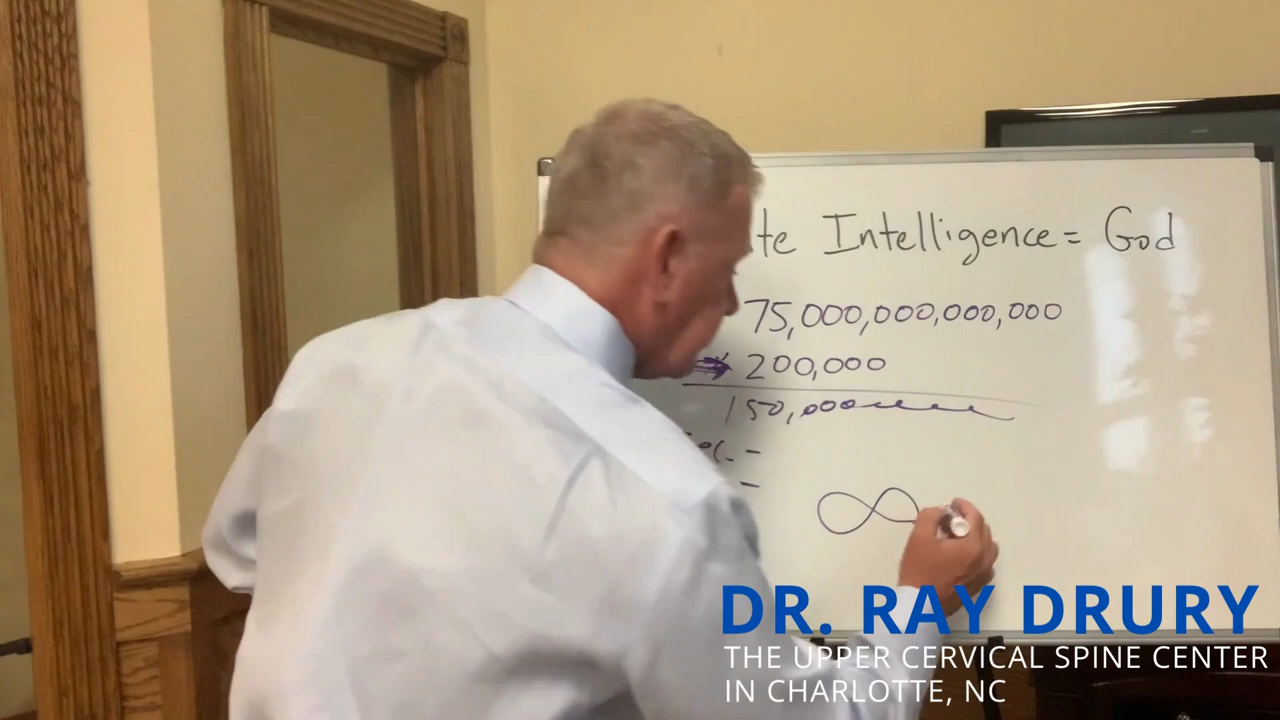 te Intelligence = God
75,000,000,000,000
200,000
150,000
∞
DR. RAY DRURY
THE UPPER CERVICAL SPINE CENTER
IN CHARLOTTE, NC